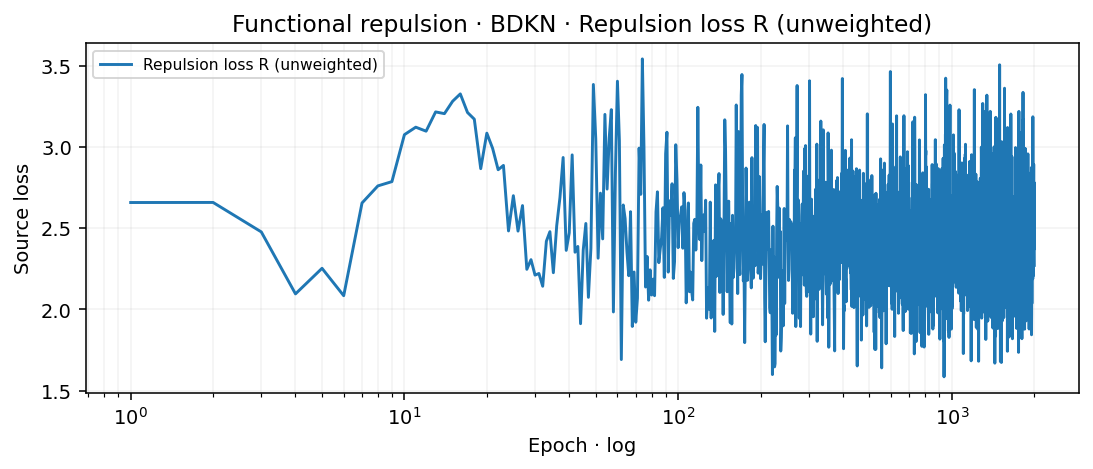 Functional repulsion · BDKN · Repulsion loss R (unweighted)
Repulsion loss R (unweighted)
Source loss
3.5
3.0
2.5
2.0
1.5
10⁰ 10¹ 10² 10³
Epoch · log